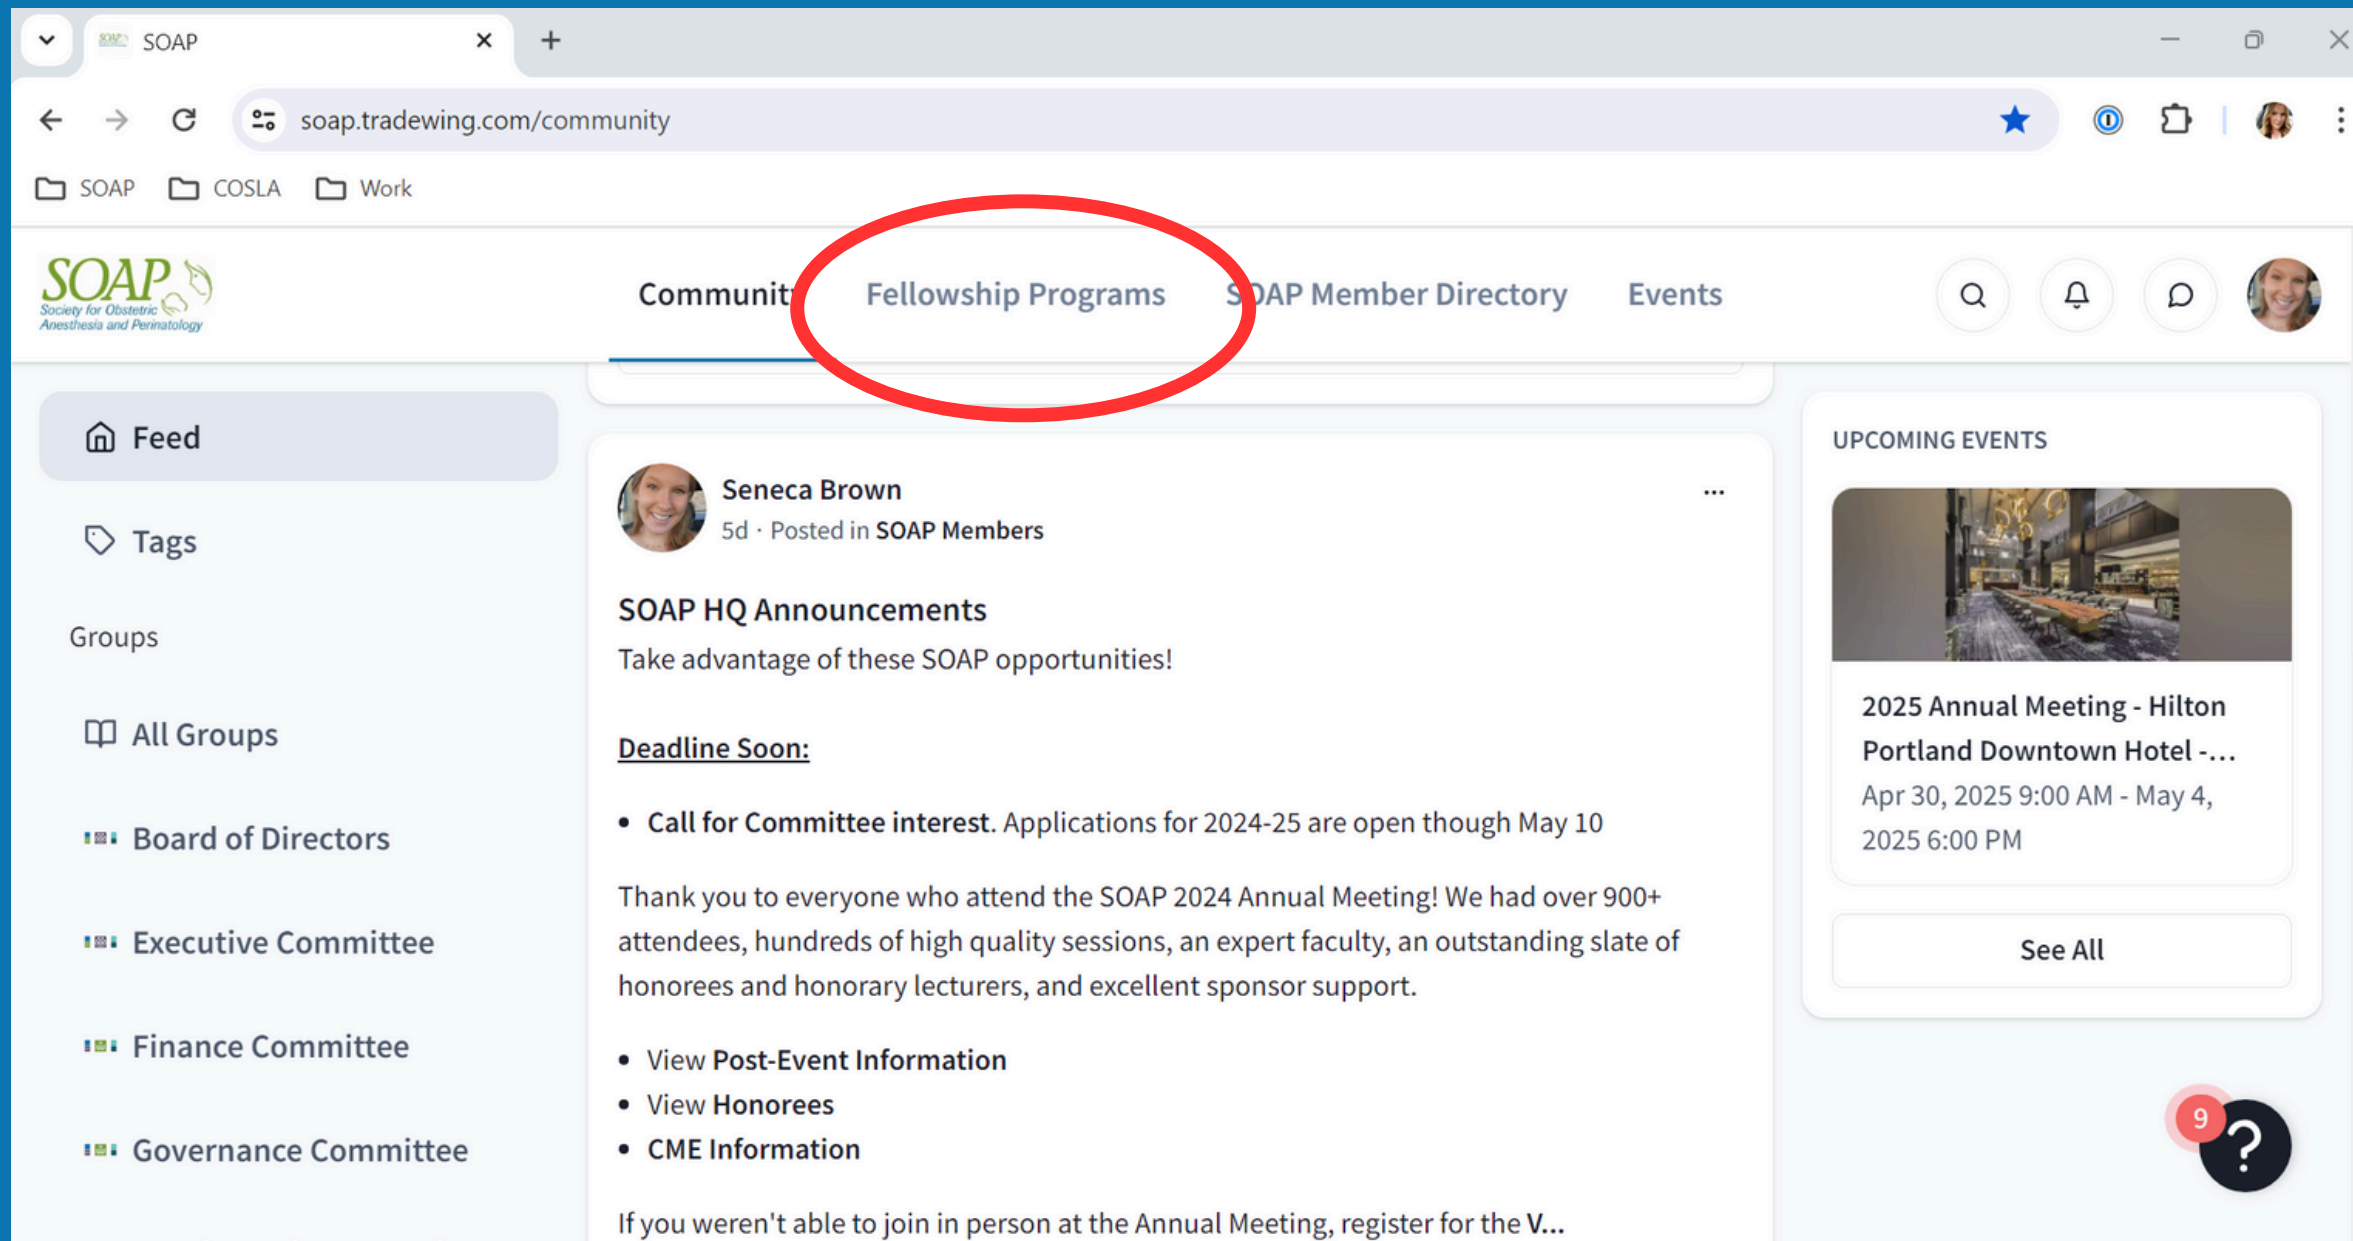 SOAP
soap.tradewing.com/community
SOAP COSLA Work
SOAP
Society for Obstetric
Anesthesia and Perinatology
Community Fellowship Programs SOAP Member Directory Events
Feed
Tags
Groups
All Groups
Board of Directors
Executive Committee
Finance Committee
Governance Committee
Seneca Brown
5d · Posted in SOAP Members
SOAP HQ Announcements
Take advantage of these SOAP opportunities!
Deadline Soon:
• Call for Committee interest. Applications for 2024-25 are open though May 10
Thank you to everyone who attend the SOAP 2024 Annual Meeting! We had over 900+
attendees, hundreds of high quality sessions, an expert faculty, an outstanding slate of
honorees and honorary lecturers, and excellent sponsor support.
• View Post-Event Information
• View Honorees
• CME Information
If you weren't able to join in person at the Annual Meeting, register for the V...
UPCOMING EVENTS
2025 Annual Meeting - Hilton
Portland Downtown Hotel -...
Apr 30, 2025 9:00 AM - May 4,
2025 6:00 PM
See All
9
?